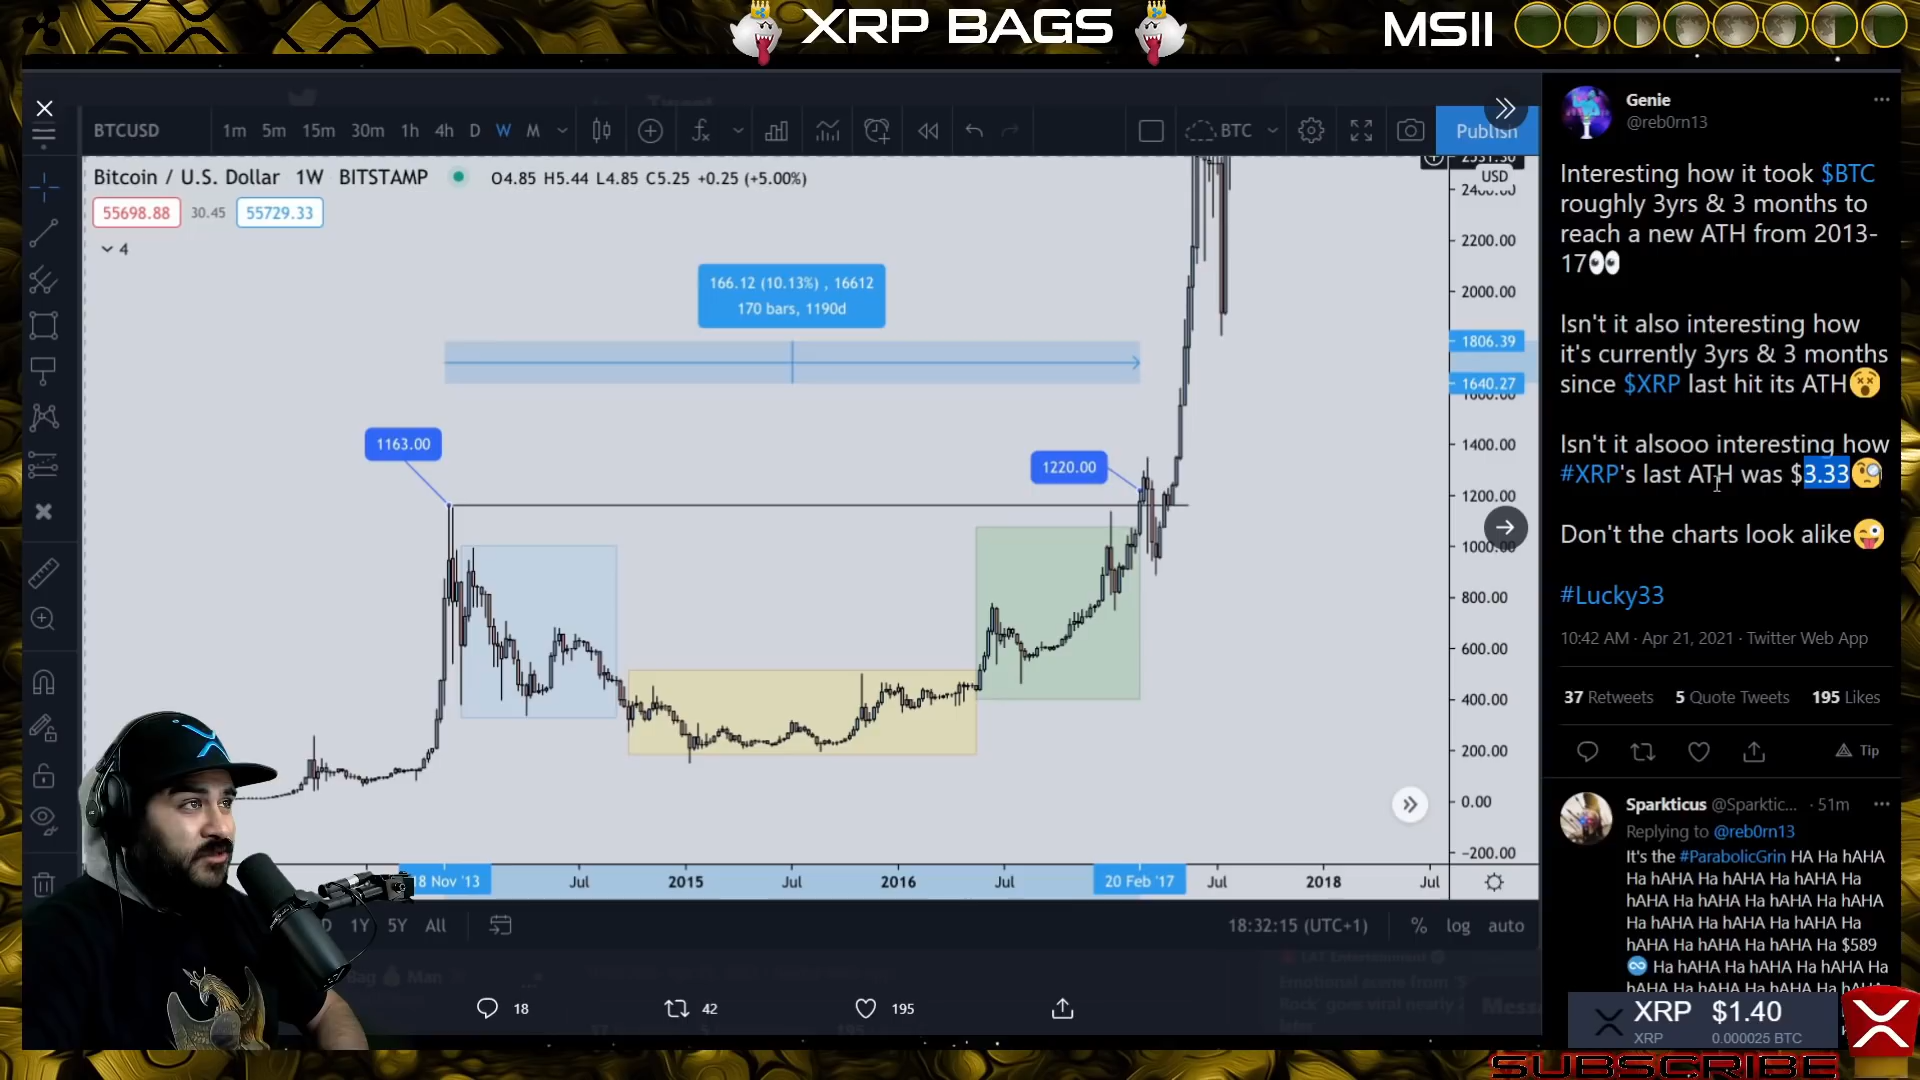 XRP BAGS
MSII
BTCUSD 1m 5m 15m 30m 1h 4h D W M
BTC
Publish
Bitcoin / U.S. Dollar 1W BITSTAMP
O4.85 H5.44 L4.85 C5.25 +0.25 (+5.00%)
55698.88 30.45 55729.33
4
166.12 (10.13%) , 16612
170 bars, 1190d
1163.00
1220.00
USD
2200.00
2000.00
1806.39
1640.27
1400.00
1200.00
1000.00
800.00
600.00
400.00
200.00
0.00
-200.00
8 Nov '13 Jul 2015 Jul 2016 Jul 20 Feb '17 Jul 2018 Jul
D 1Y 5Y All
18:32:15 (UTC+1) % log auto
18 42 195
Genie
@reb0rn13
Interesting how it took $BTC
roughly 3yrs & 3 months to
reach a new ATH from 2013-
17👀
Isn't it also interesting how
it's currently 3yrs & 3 months
since $XRP last hit its ATH😵
Isn't it alsooo interesting how
#XRP's last ATH was $3.33🧐
Don't the charts look alike😜
#Lucky33
10:42 AM · Apr 21, 2021 · Twitter Web App
37 Retweets 5 Quote Tweets 195 Likes
Tip
Sparkticus @Sparktic... · 51m
Replying to @reb0rn13
It's the #ParabolicGrin HA Ha hAHA
Ha hAHA Ha hAHA Ha hAHA Ha
hAHA Ha hAHA Ha hAHA Ha hAHA
Ha hAHA Ha hAHA Ha hAHA Ha
hAHA Ha hAHA Ha hAHA Ha $589
♾ Ha hAHA Ha hAHA Ha hAHA Ha
XRP $1.40
XRP 0.000025 BTC
SUBSCRIBE